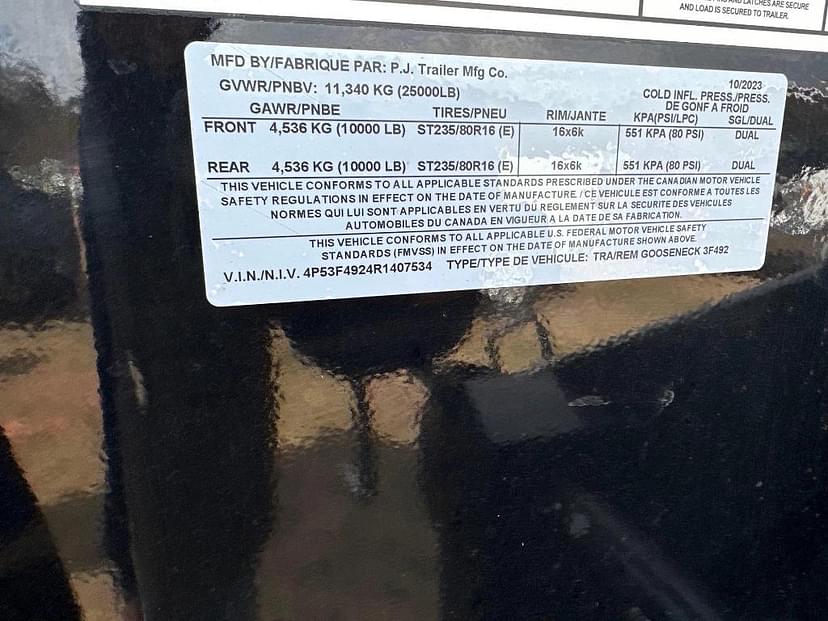 AND LATCHES ARE SECURE
AND LOAD IS SECURED TO TRAILER.
MFD BY/FABRIQUE PAR: P.J. Trailer Mfg Co. 10/2023
GVWR/PNBV: 11,340 KG (25000LB) COLD INFL. PRESS./PRESS.
DE GONF A FROID
GAWR/PNBE TIRES/PNEU RIM/JANTE KPA(PSI/LPC) SGL/DUAL
FRONT 4,536 KG (10000 LB) ST235/80R16 (E) 16x6k 551 KPA (80 PSI) DUAL
REAR 4,536 KG (10000 LB) ST235/80R16 (E) 16x6k 551 KPA (80 PSI) DUAL
THIS VEHICLE CONFORMS TO ALL APPLICABLE STANDARDS PRESCRIBED UNDER THE CANADIAN MOTOR VEHICLE
SAFETY REGULATIONS IN EFFECT ON THE DATE OF MANUFACTURE. / CE VEHICULE EST CONFORME A TOUTES LES
NORMES QUI LUI SONT APPLICABLES EN VERTU DU REGLEMENT SUR LA SECURITE DES VEHICULES
AUTOMOBILES DU CANADA EN VIGUEUR A LA DATE DE SA FABRICATION.
THIS VEHICLE CONFORMS TO ALL APPLICABLE U.S. FEDERAL MOTOR VEHICLE SAFETY
STANDARDS (FMVSS) IN EFFECT ON THE DATE OF MANUFACTURE SHOWN ABOVE.
V.I.N./N.I.V. 4P53F4924R1407534 TYPE/TYPE DE VEHICULE: TRA/REM GOOSENECK 3F492